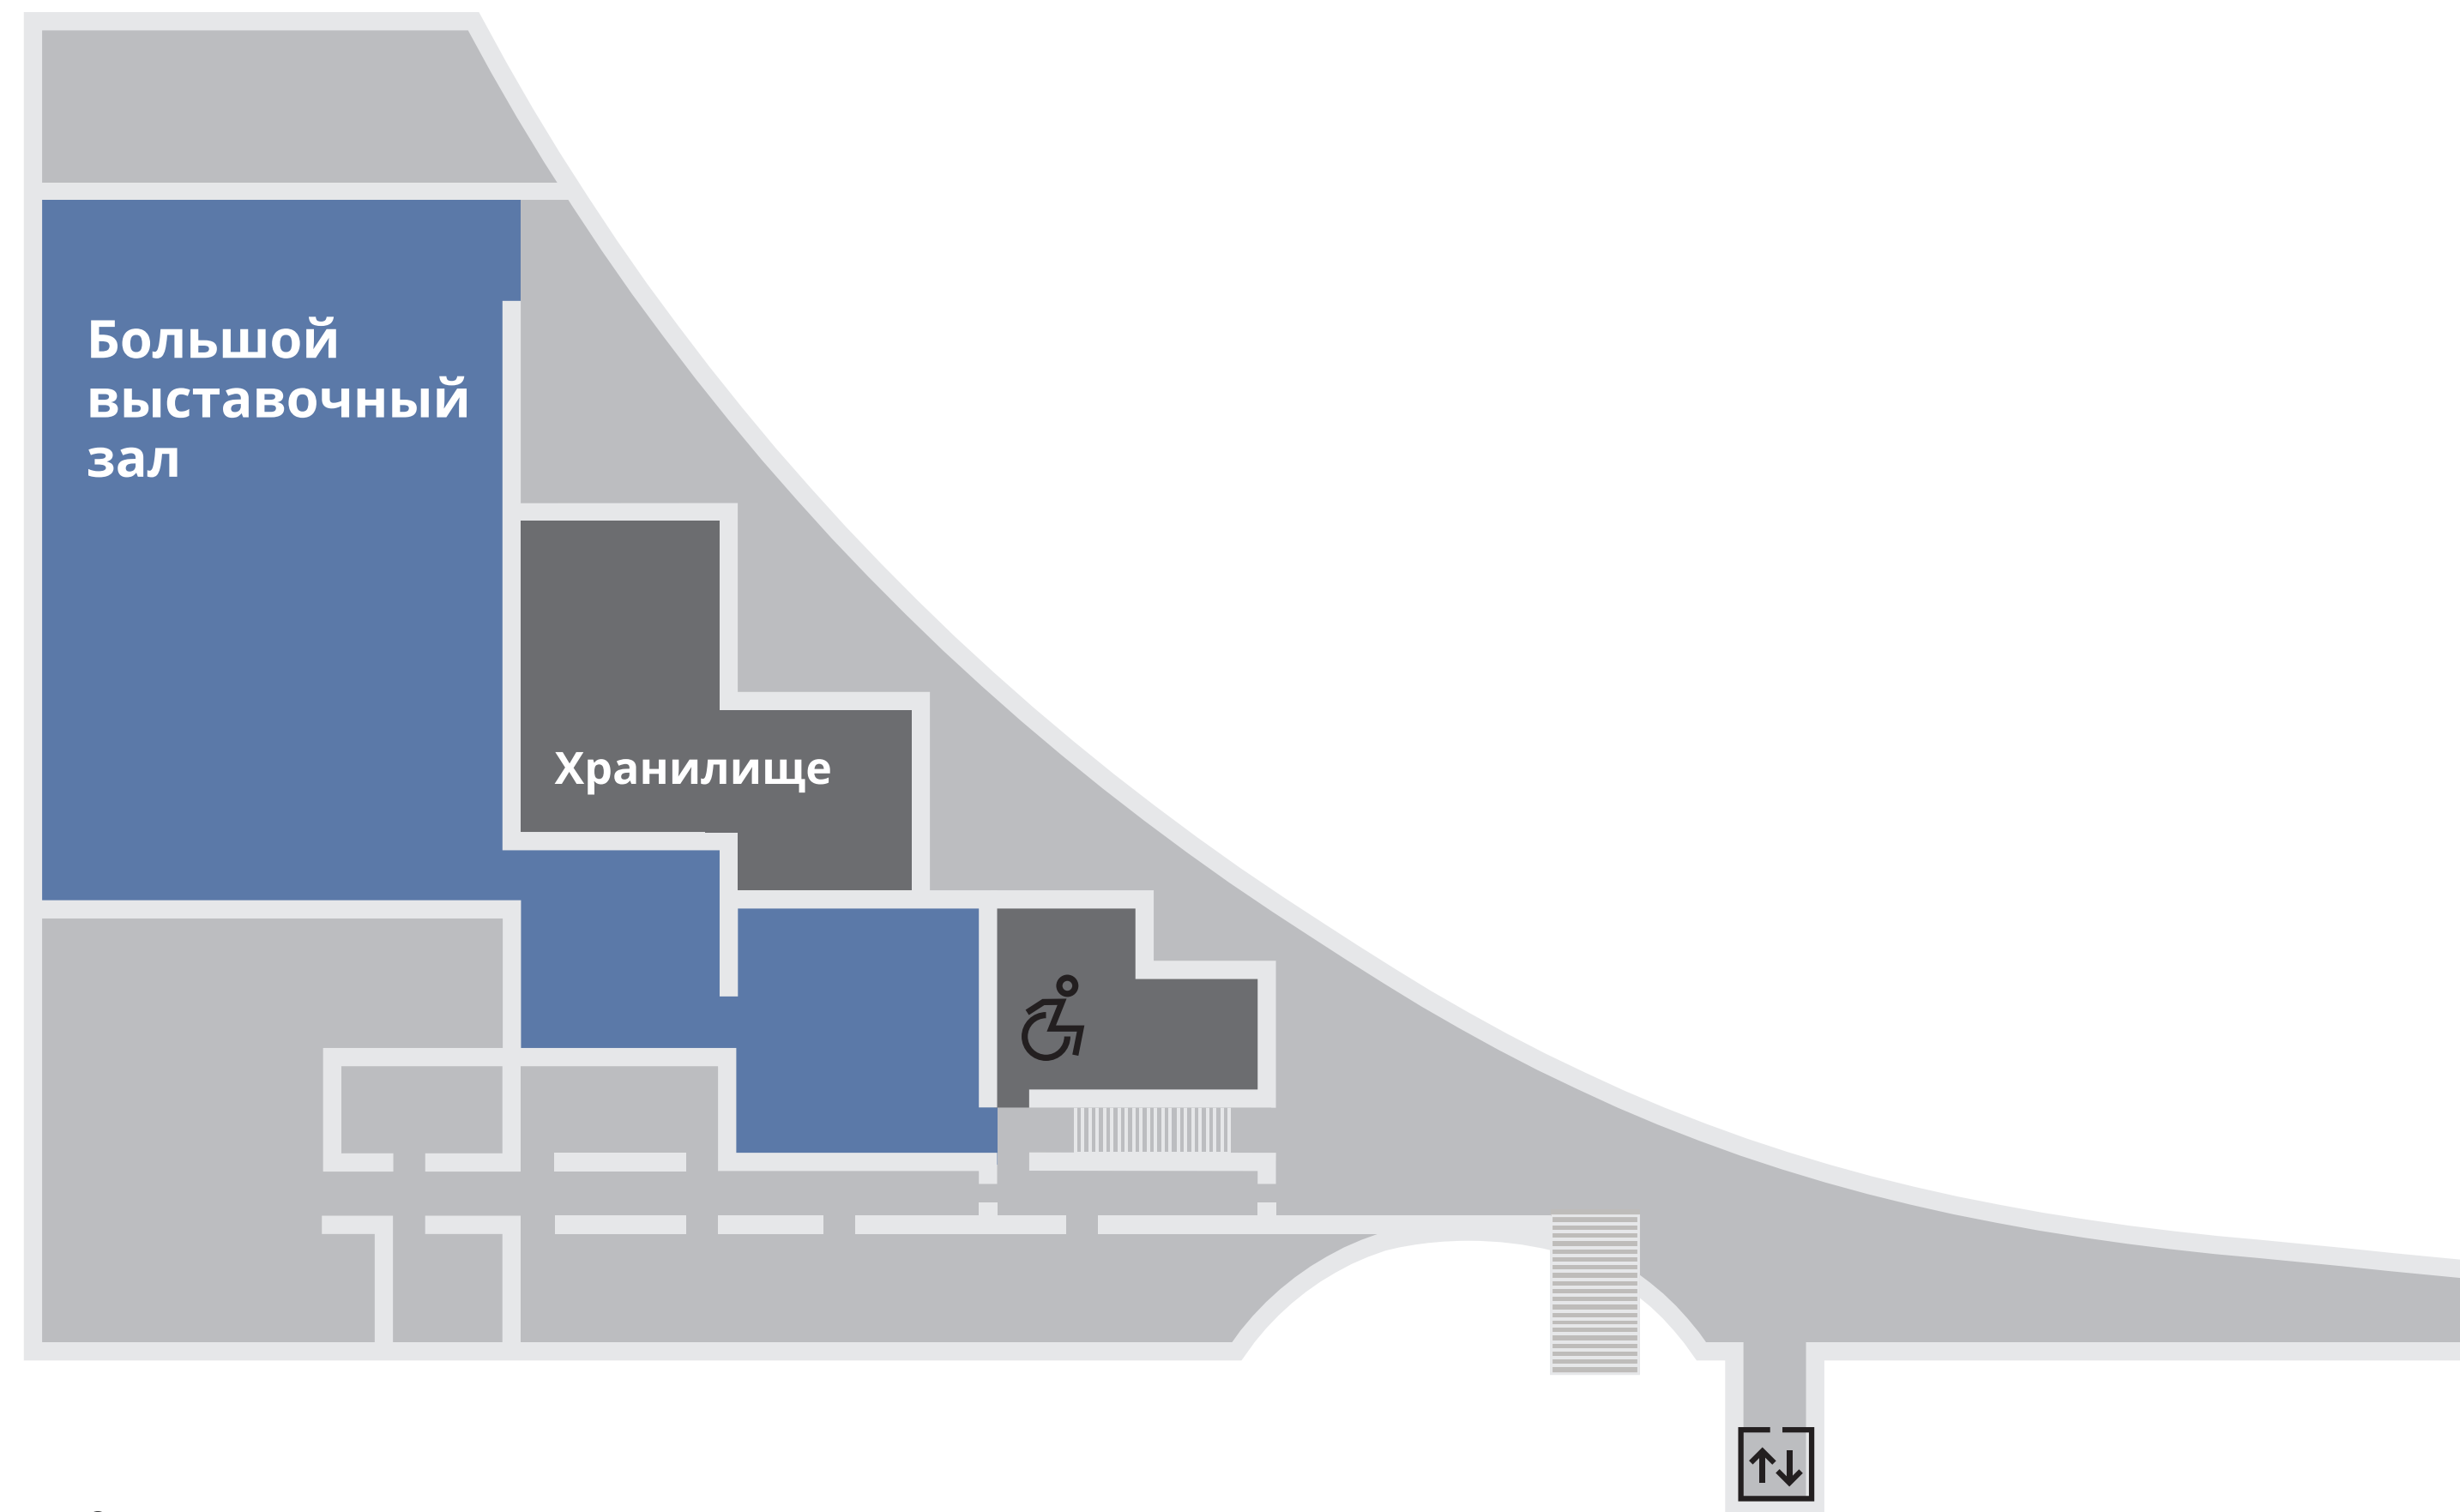 Большой
выставочный
зал
Хранилище